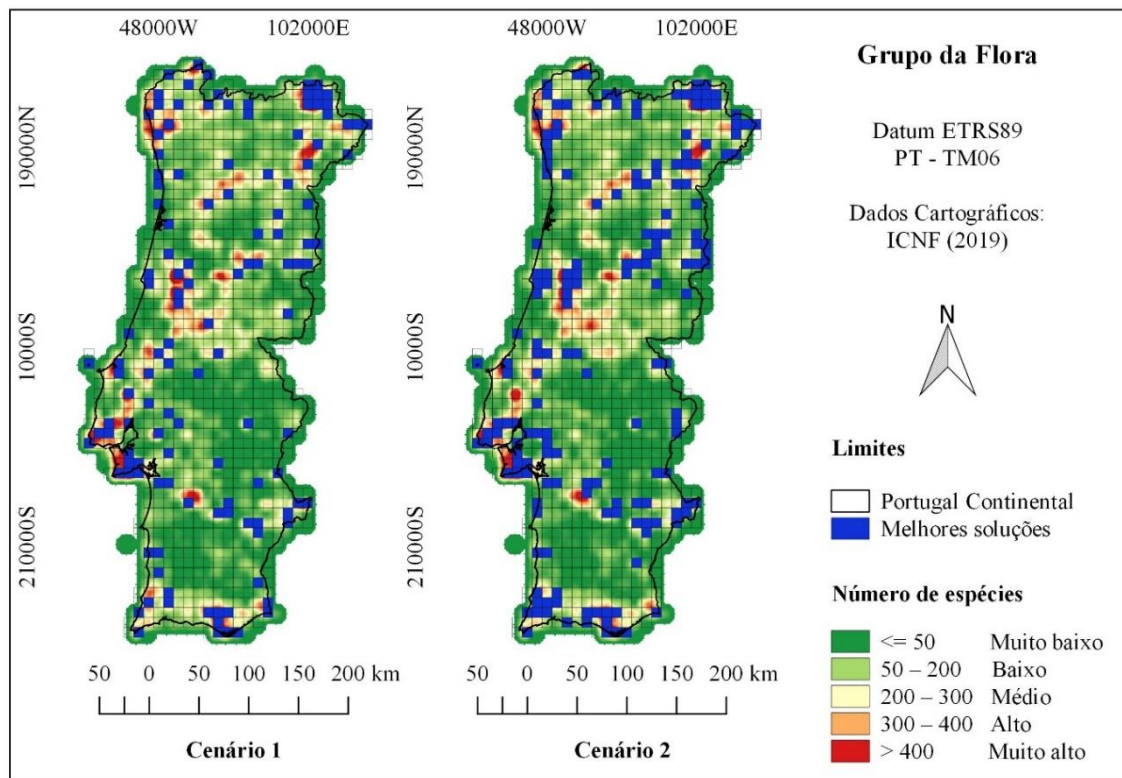 48000W 102000E
190000N
10000S
210000S
50 0 50 100 150 200 km
Cenário 1
48000W 102000E
190000N
10000S
210000S
50 0 50 100 150 200 km
Cenário 2
Grupo da Flora
Datum ETRS89
PT - TM06
Dados Cartográficos:
ICNF (2019)
N
Limites
Portugal Continental
Melhores soluções
Número de espécies
<= 50 Muito baixo
50 – 200 Baixo
200 – 300 Médio
300 – 400 Alto
> 400 Muito alto